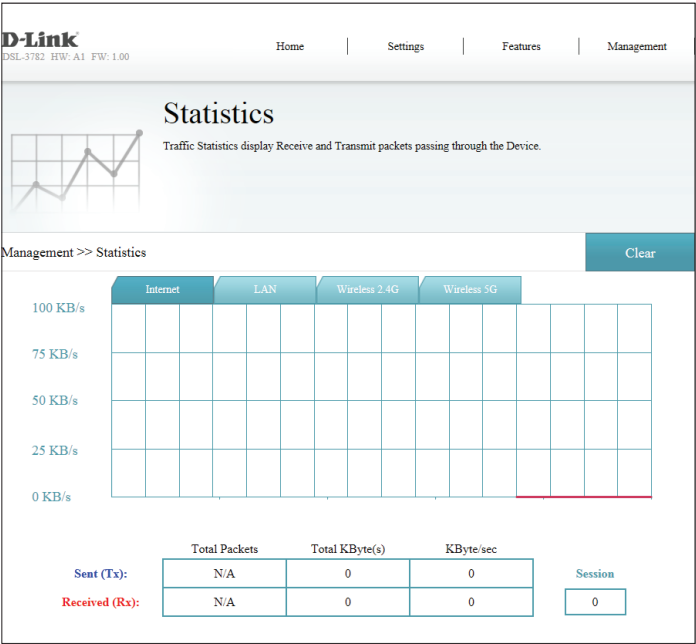 D-Link
DSL-3782 HW: A1 FW: 1.00
Home Settings Features Management
Statistics
Traffic Statistics display Receive and Transmit packets passing through the Device.
Management >> Statistics Clear
Internet LAN Wireless 2.4G Wireless 5G
100 KB/s
75 KB/s
50 KB/s
25 KB/s
0 KB/s
Total Packets Total KByte(s) KByte/sec
Sent (Tx): N/A 0 0 Session
Received (Rx): N/A 0 0 0